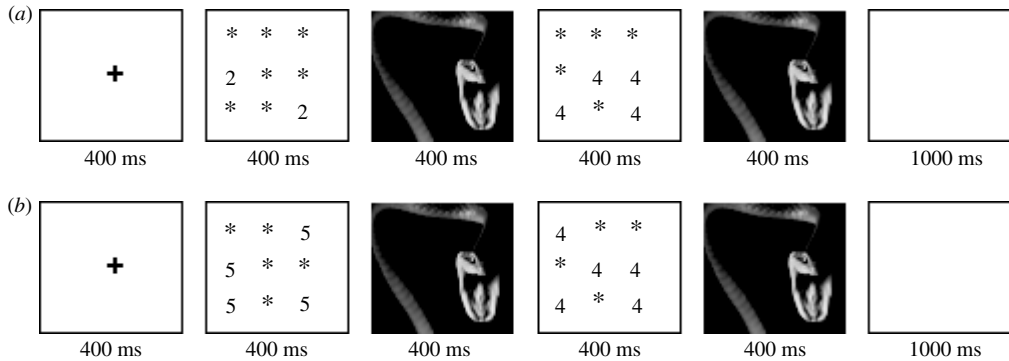 (a)
+
* * *
2 * *
* * 2
* * *
* 4 4
4 * 4
400 ms 400 ms 400 ms 400 ms 400 ms 1000 ms
(b)
+
* * 5
5 * *
5 * 5
4 * *
* 4 4
4 * 4
400 ms 400 ms 400 ms 400 ms 400 ms 1000 ms